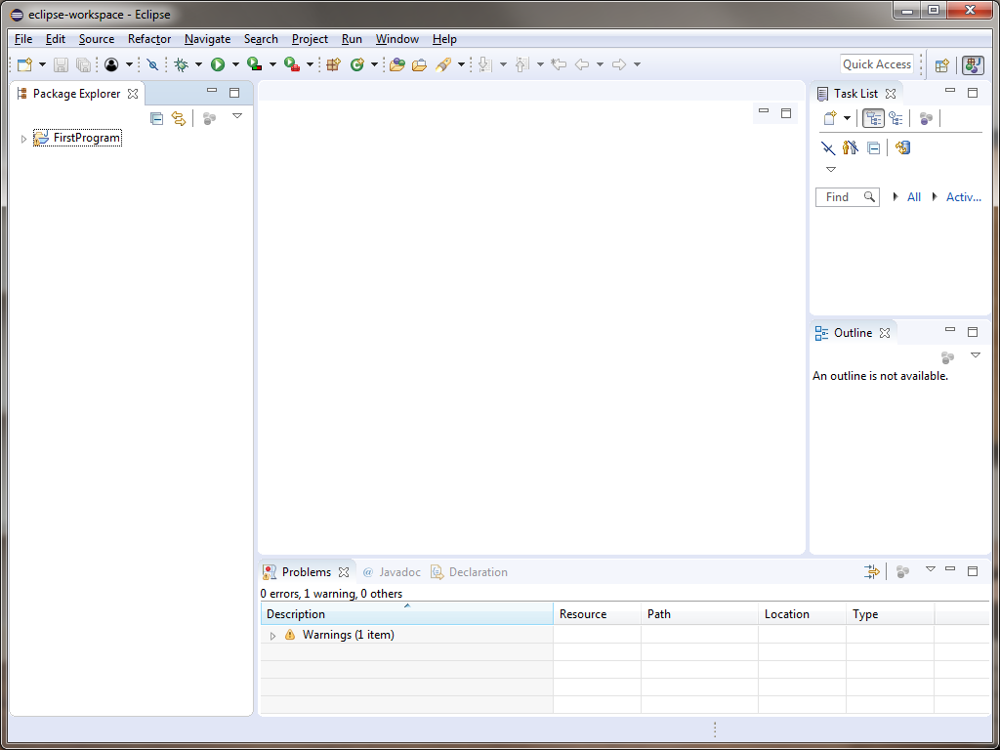 eclipse-workspace - Eclipse
File Edit Source Refactor Navigate Search Project Run Window Help
Quick Access
Package Explorer
FirstProgram
Task List
Find All Activ...
Outline
An outline is not available.
Problems @ Javadoc Declaration
0 errors, 1 warning, 0 others
Description Resource Path Location Type
Warnings (1 item)